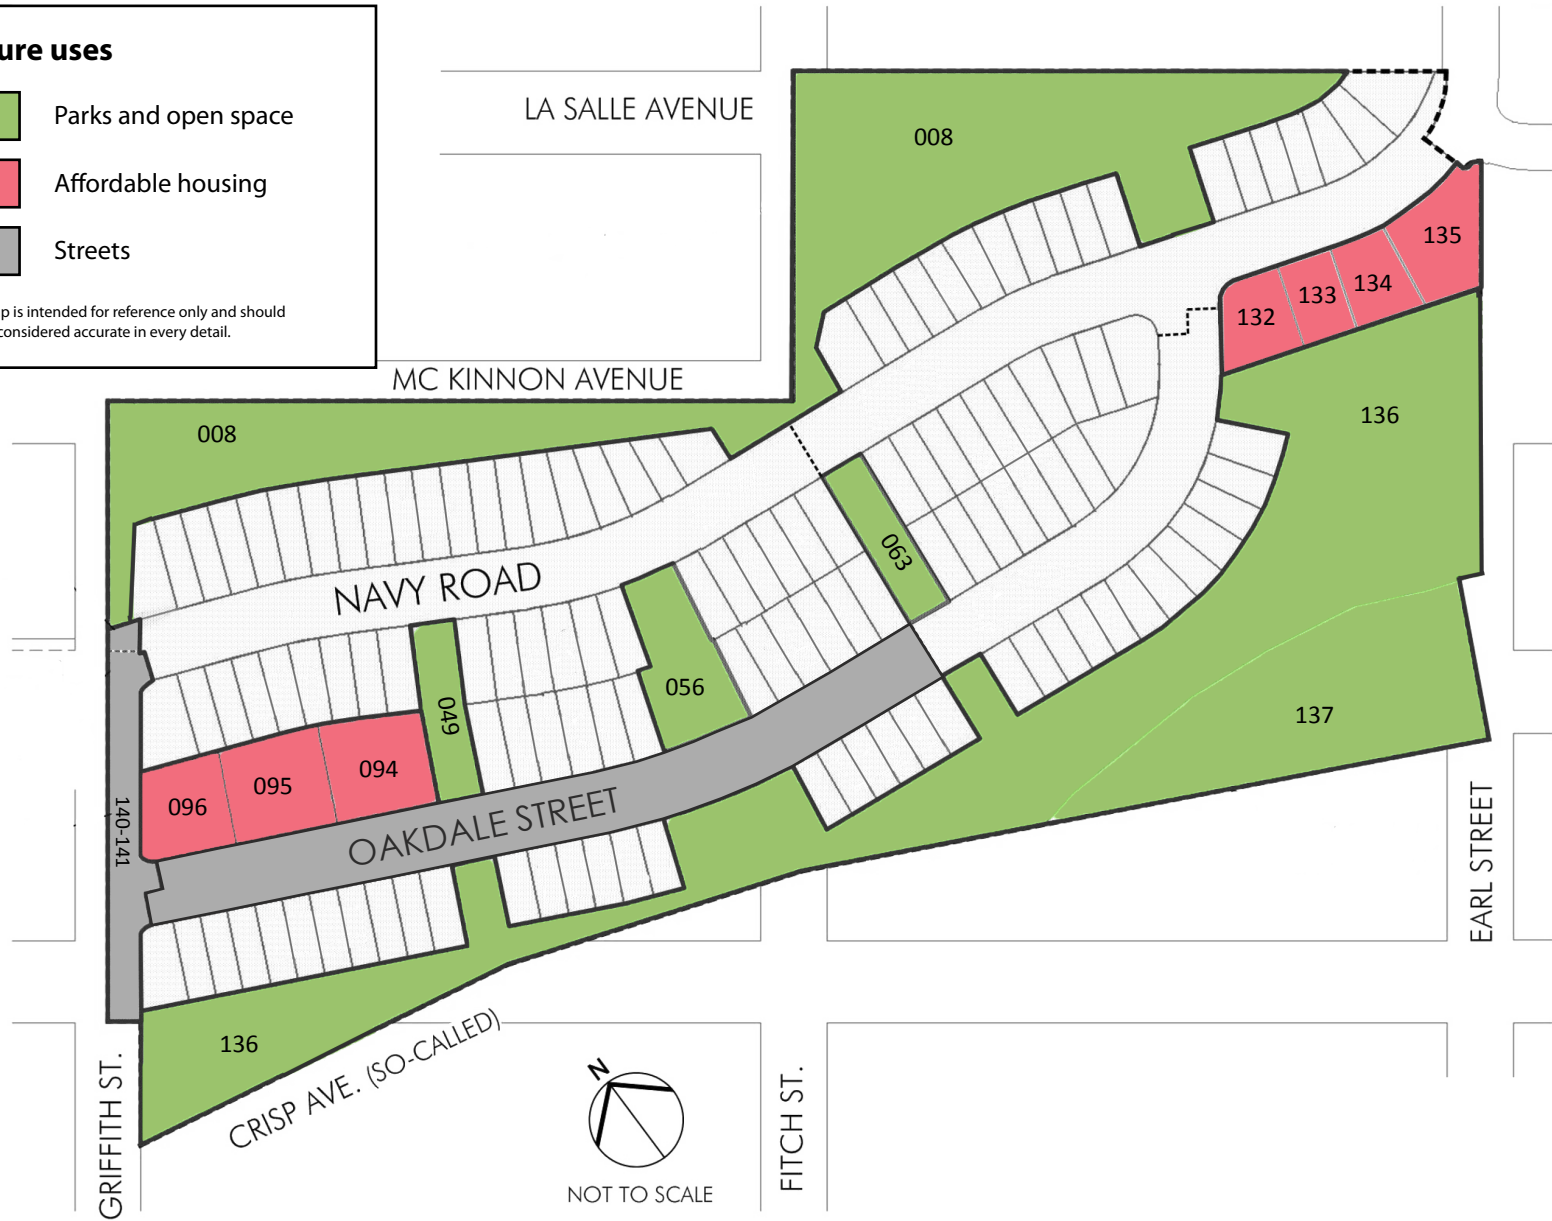 ure uses
Parks and open space
Affordable housing
Streets
p is intended for reference only and should
considered accurate in every detail.
LA SALLE AVENUE
008
MC KINNON AVENUE
008
135
134
133
132
136
063
NAVY ROAD
056
049
137
094
095
096
140-141
OAKDALE STREET
EARL STREET
136
CRISP AVE. (SO-CALLED)
GRIFFITH ST.
N
NOT TO SCALE
FITCH ST.